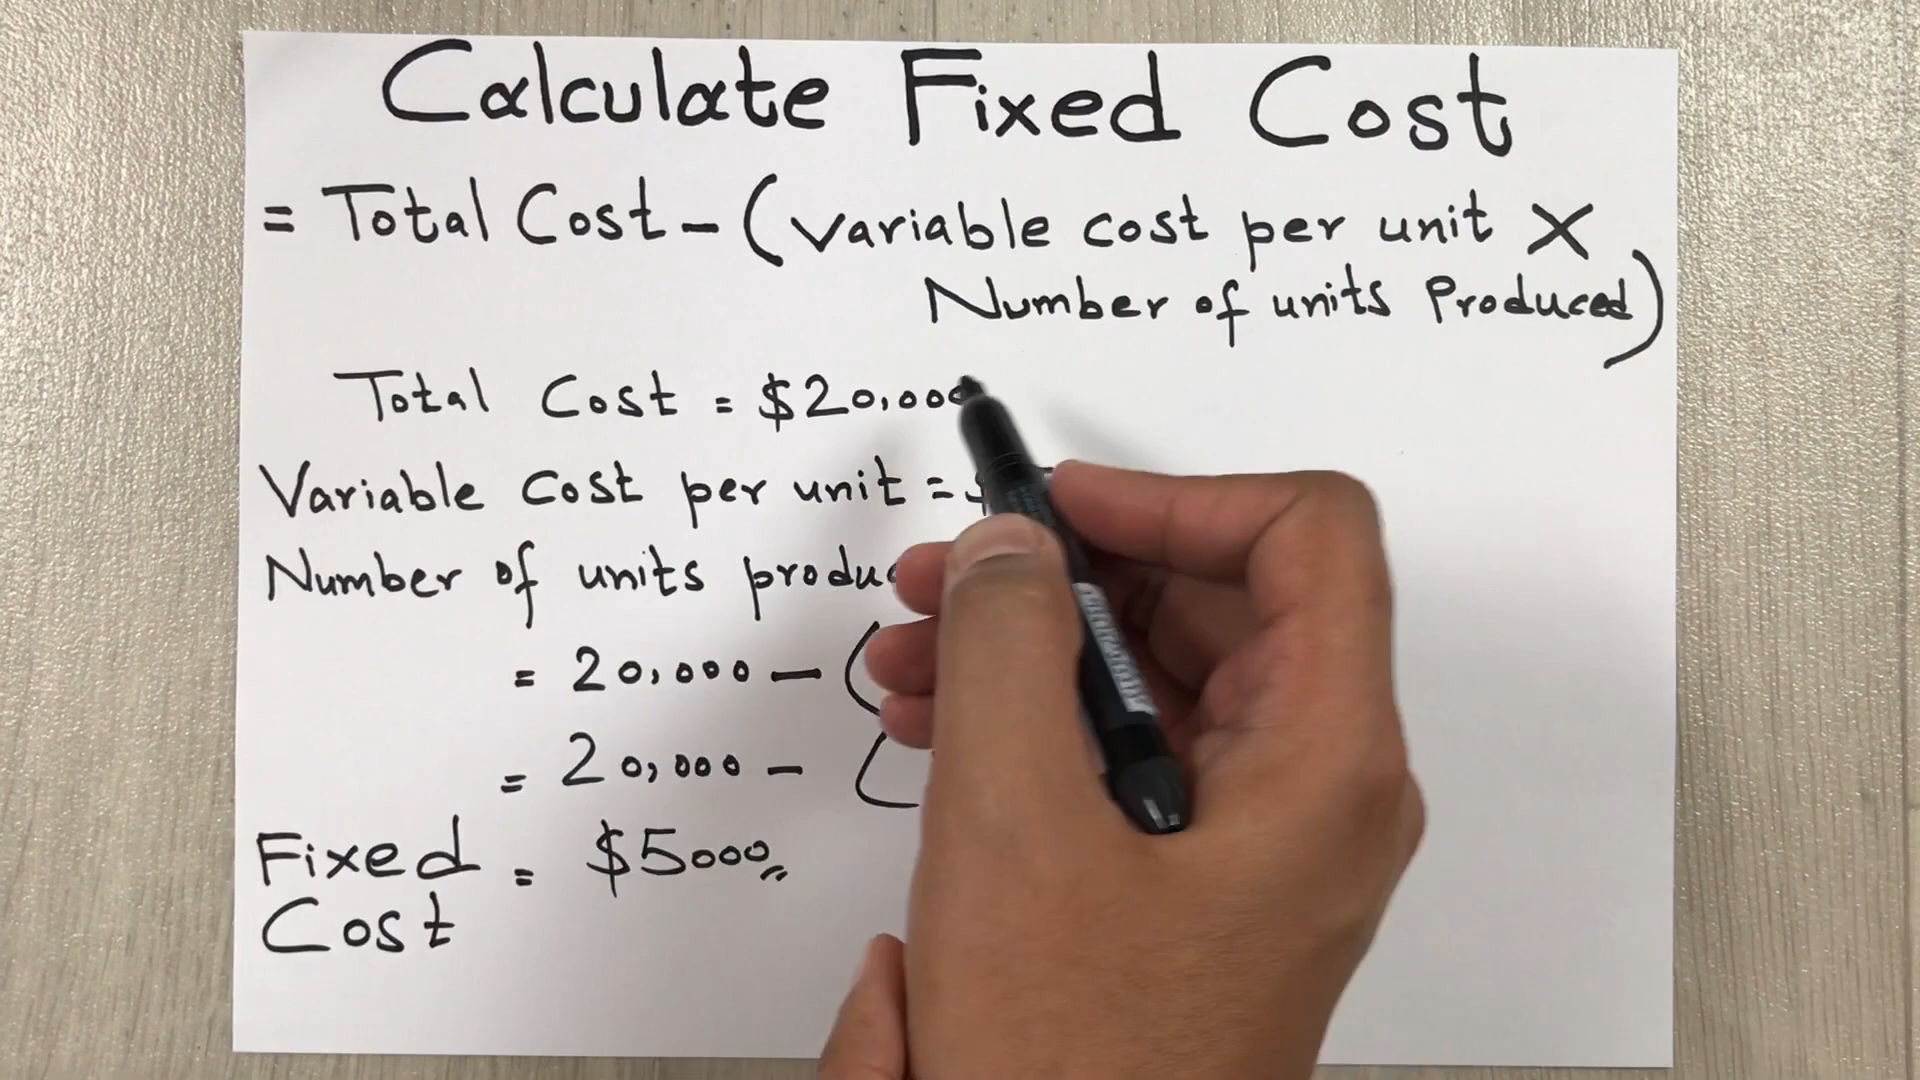 Calculate Fixed Cost
= Total Cost - (Variable cost per unit X
Number of units Produced)
Total Cost = $20,000
Variable Cost per unit = $
Number of units
= 20,000 - (
= 20,000 - (
Fixed Cost = $5000